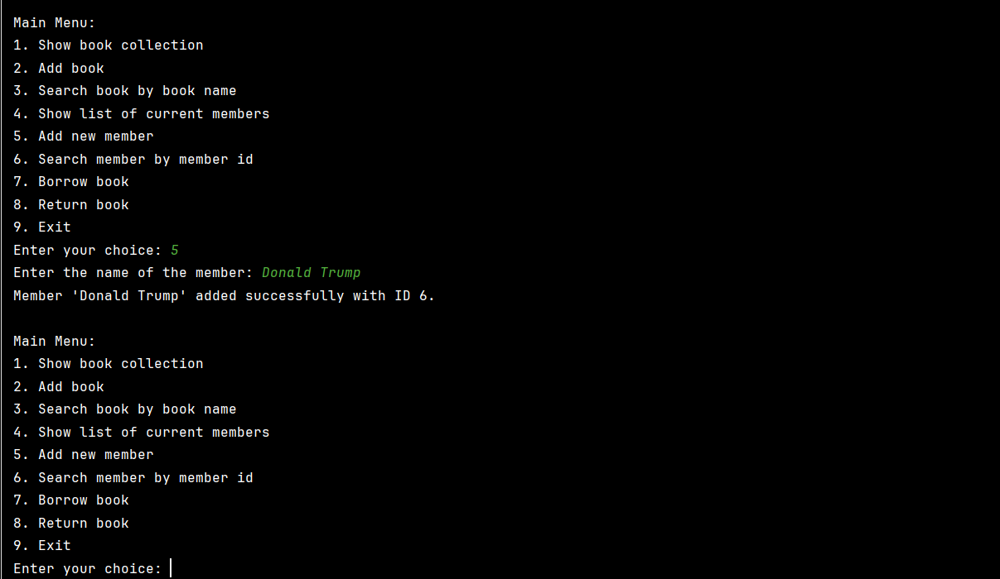 Main Menu:
1. Show book collection
2. Add book
3. Search book by book name
4. Show list of current members
5. Add new member
6. Search member by member id
7. Borrow book
8. Return book
9. Exit
Enter your choice: 5
Enter the name of the member: Donald Trump
Member 'Donald Trump' added successfully with ID 6.
Main Menu:
1. Show book collection
2. Add book
3. Search book by book name
4. Show list of current members
5. Add new member
6. Search member by member id
7. Borrow book
8. Return book
9. Exit
Enter your choice: